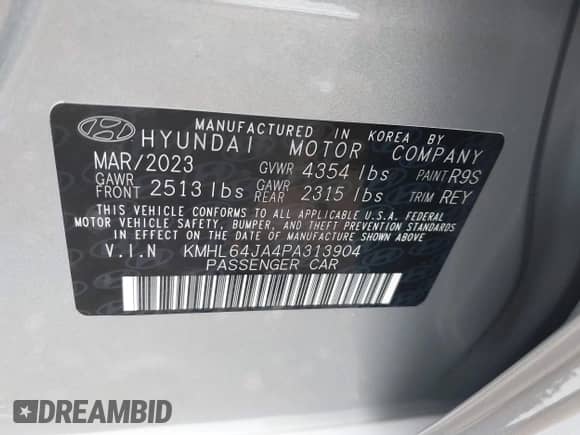 MANUFACTURED IN KOREA BY
HYUNDAI MOTOR COMPANY
MAR/2023 GVWR 4354 lbs PAINT R9S
GAWR FRONT 2513 lbs GAWR REAR 2315 lbs TRIM REY
THIS VEHICLE CONFORMS TO ALL APPLICABLE U.S.A. FEDERAL
MOTOR VEHICLE SAFETY, BUMPER, AND THEFT PREVENTION STANDARDS
IN EFFECT ON THE DATE OF MANUFACTURE SHOWN ABOVE.
V.I.N KMHL64JA4PA313904
PASSENGER CAR
DREAMBID